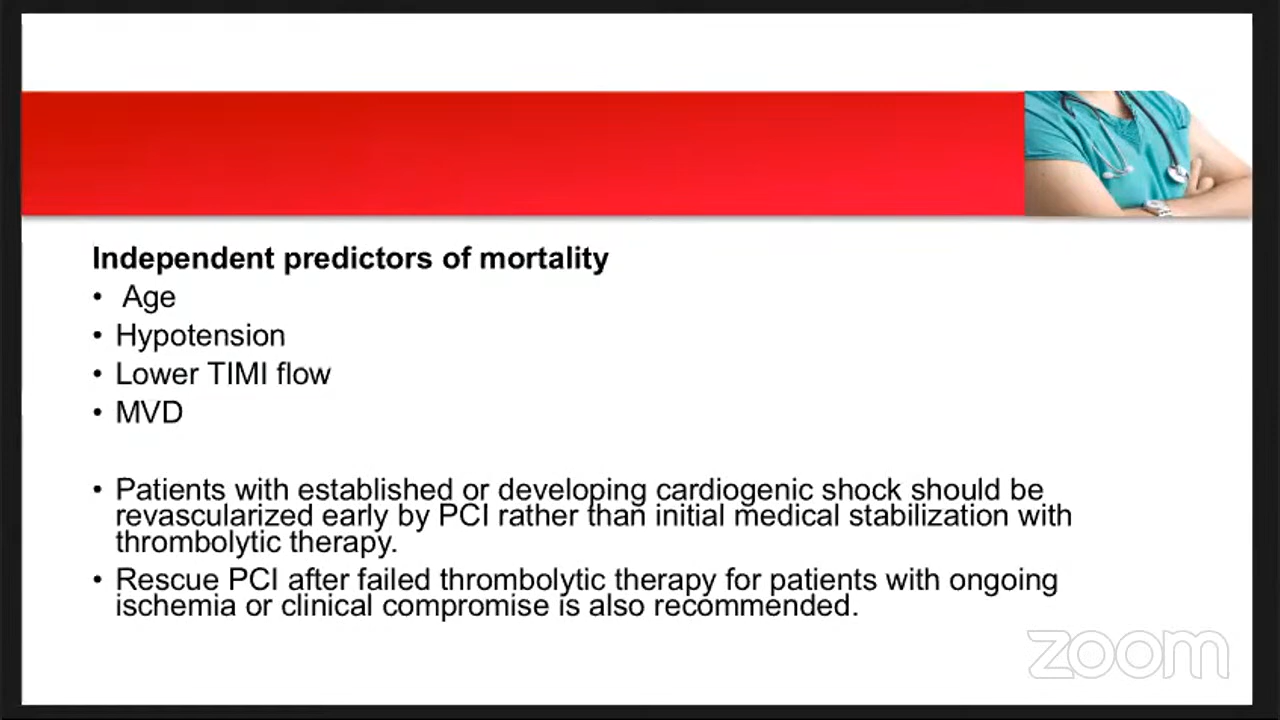 Independent predictors of mortality
• Age
• Hypotension
• Lower TIMI flow
• MVD
• Patients with established or developing cardiogenic shock should be
revascularized early by PCI rather than initial medical stabilization with
thrombolytic therapy.
• Rescue PCI after failed thrombolytic therapy for patients with ongoing
ischemia or clinical compromise is also recommended.
zoom